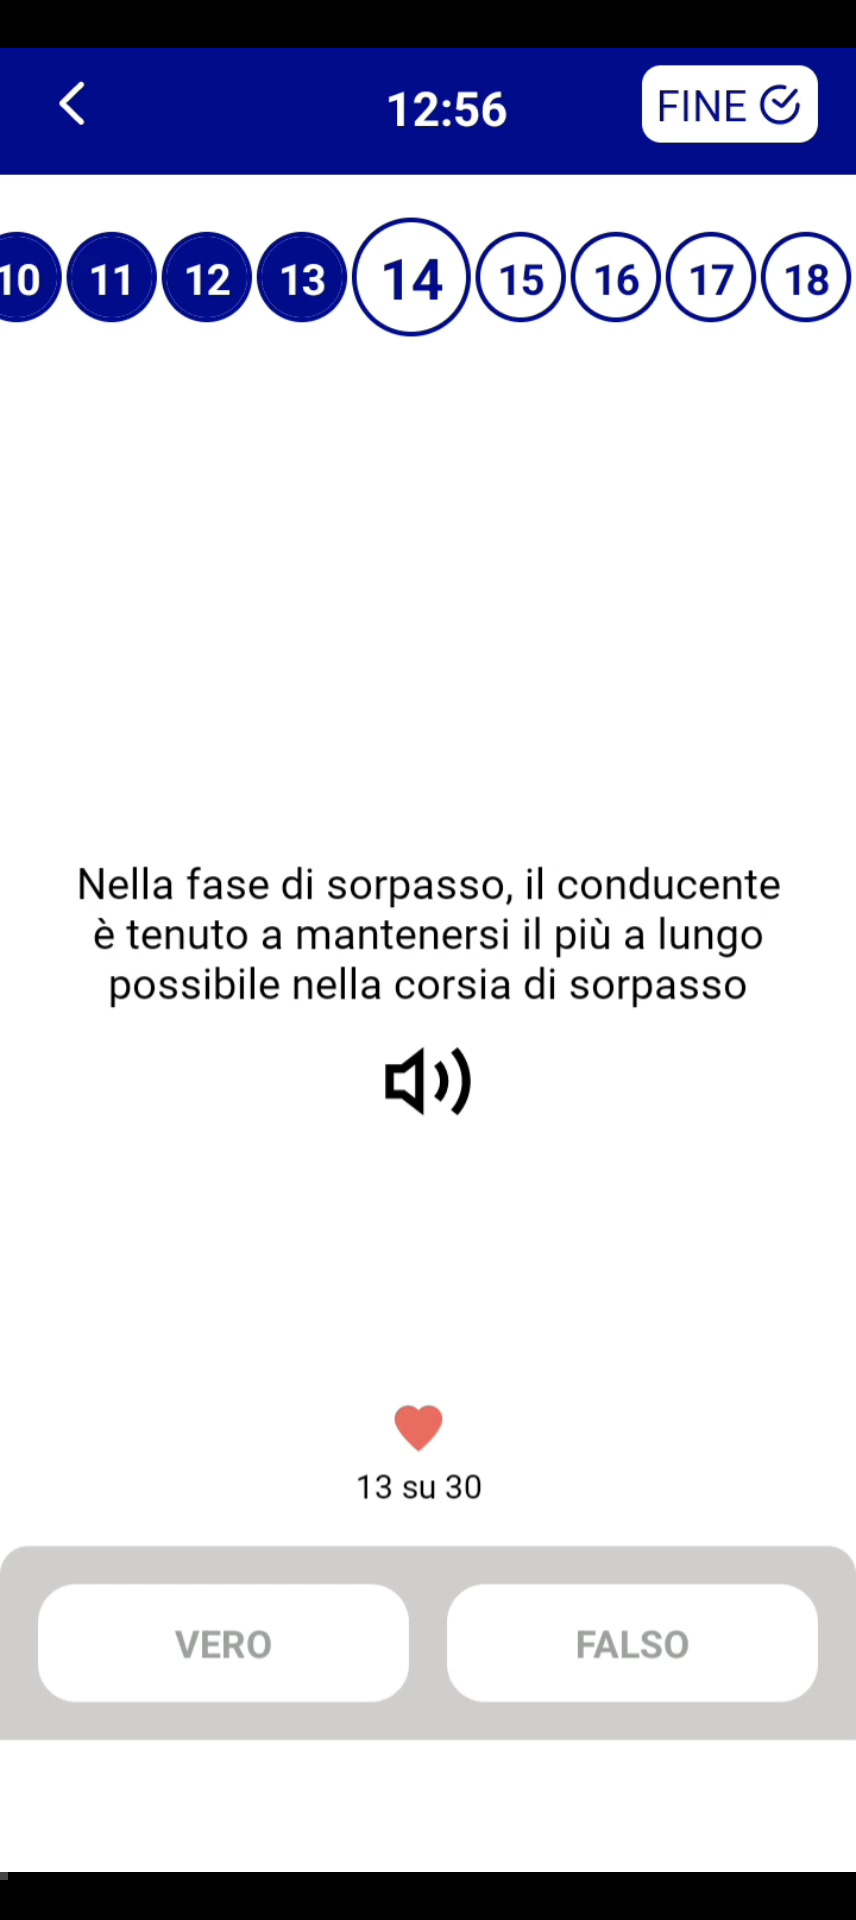 12:56
FINE
10 11 12 13 14 15 16 17 18
Nella fase di sorpasso, il conducente
è tenuto a mantenersi il più a lungo
possibile nella corsia di sorpasso
13 su 30
VERO
FALSO